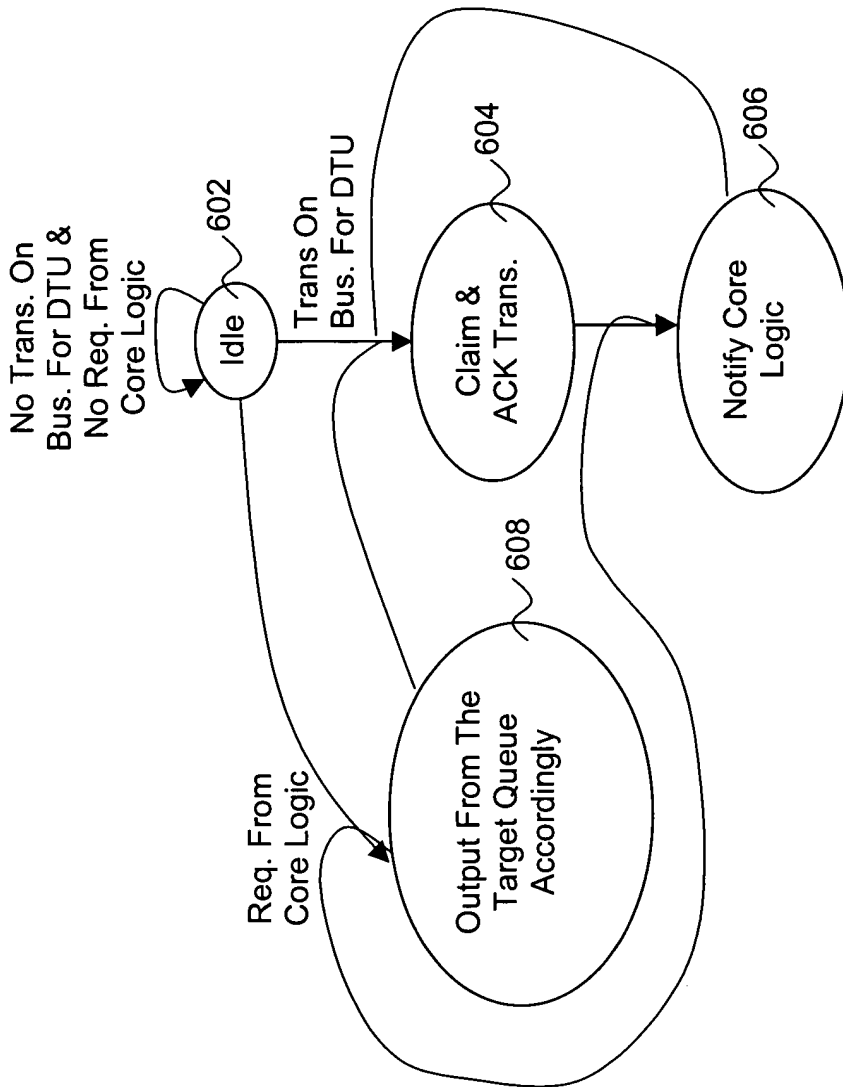 No Trans. On
Bus. For DTU &
No Req. From
Core Logic
602
Idle
Trans On
Bus. For DTU
604
Claim &
ACK Trans.
606
Notify Core
Logic
Req. From
Core Logic
608
Output From The
Target Queue
Accordingly